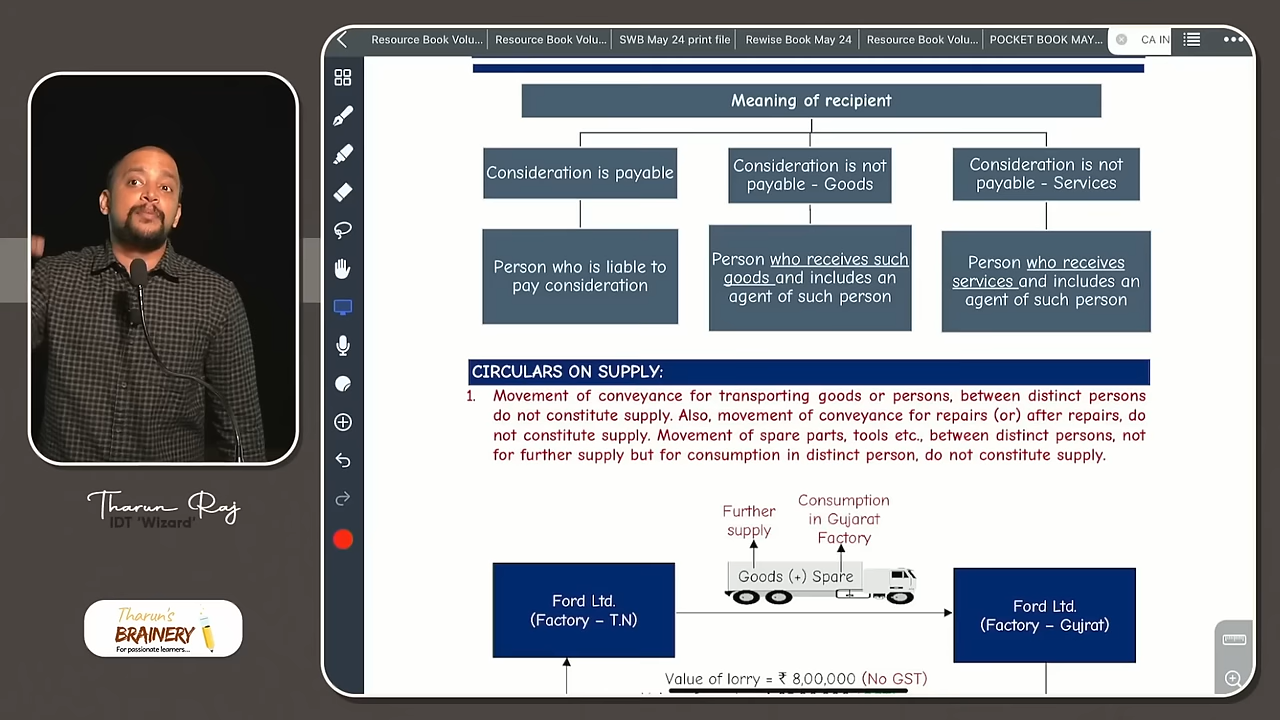 Resource Book Volu...
Resource Book Volu...
SWB May 24 print file
Rewise Book May 24
Resource Book Volu...
POCKET BOOK MAY...
CA IN
Meaning of recipient
Consideration is payable
Consideration is not
payable - Goods
Consideration is not
payable - Services
Person who is liable to
pay consideration
Person who receives such
goods and includes an
agent of such person
Person who receives
services and includes an
agent of such person
CIRCULARS ON SUPPLY:
1. Movement of conveyance for transporting goods or persons, between distinct persons
do not constitute supply. Also, movement of conveyance for repairs (or) after repairs, do
not constitute supply. Movement of spare parts, tools etc., between distinct persons, not
for further supply but for consumption in distinct person, do not constitute supply.
Further
supply
Consumption
in Gujarat
Factory
Goods (+) Spare
Ford Ltd.
(Factory – T.N)
Ford Ltd.
(Factory – Gujrat)
Value of lorry = ₹ 8,00,000 (No GST)
Tharun Raj
IDT 'Wizard'
Tharun's
BRAINERY
For passionate learners...